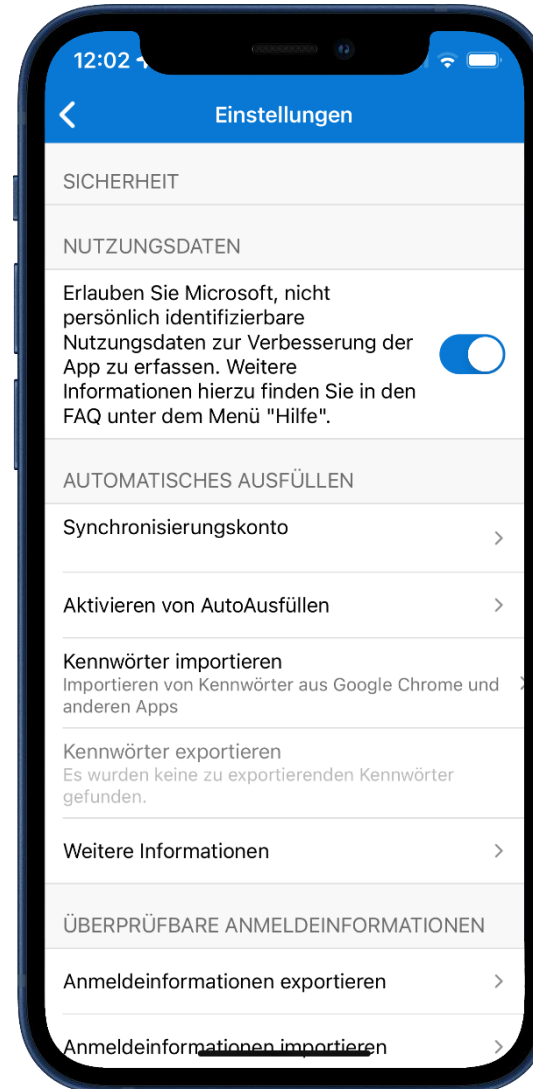 12:02
Einstellungen
SICHERHEIT
NUTZUNGSDATEN
Erlauben Sie Microsoft, nicht
persönlich identifizierbare
Nutzungsdaten zur Verbesserung der
App zu erfassen. Weitere
Informationen hierzu finden Sie in den
FAQ unter dem Menü "Hilfe".
AUTOMATISCHES AUSFÜLLEN
Synchronisierungskonto
Aktivieren von AutoAusfüllen
Kennwörter importieren
Importieren von Kennwörter aus Google Chrome und
anderen Apps
Kennwörter exportieren
Es wurden keine zu exportierenden Kennwörter
gefunden.
Weitere Informationen
ÜBERPRÜFBARE ANMELDEINFORMATIONEN
Anmeldeinformationen exportieren
Anmeldeinformationen importieren